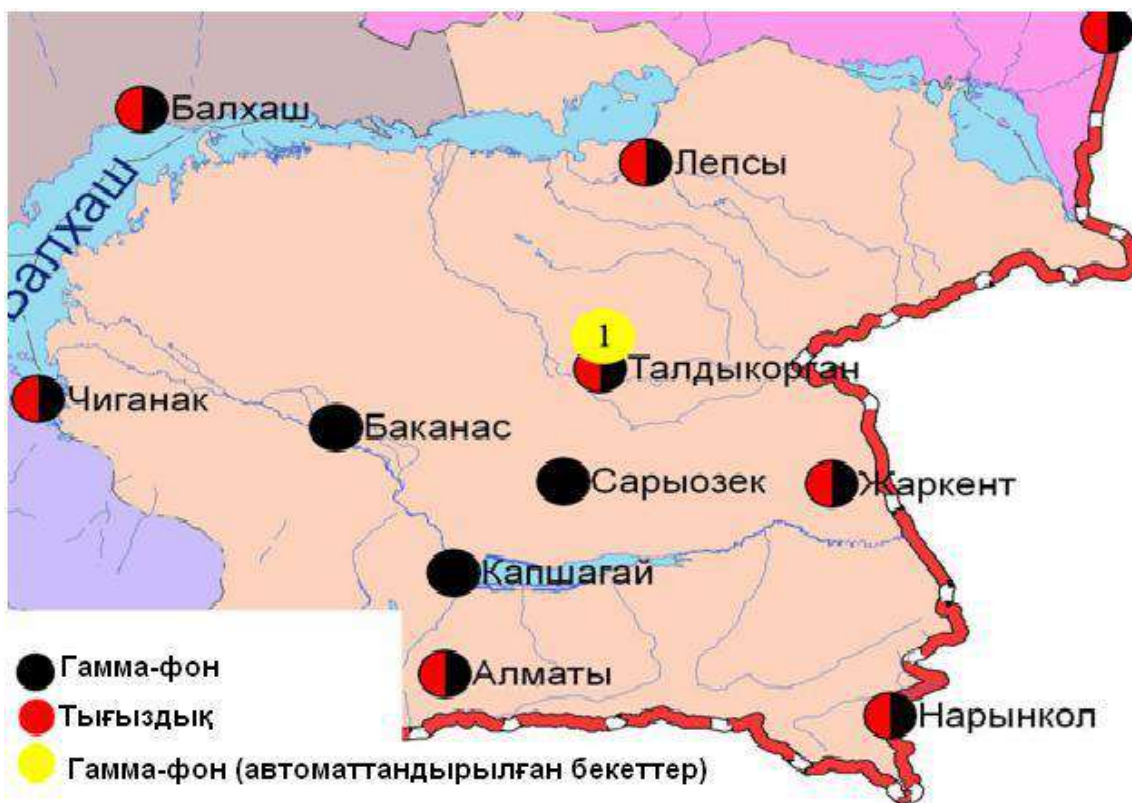 Балхаш
Лепсы
Балхаш
1
Талдыкорган
Чиганак
Баканас
Сарыозек
Жаркент
Капшагай
Алматы
Нарынкол
Гамма-фон
Тығыздық
Гамма-фон (автоматтандырылған бекеттер)